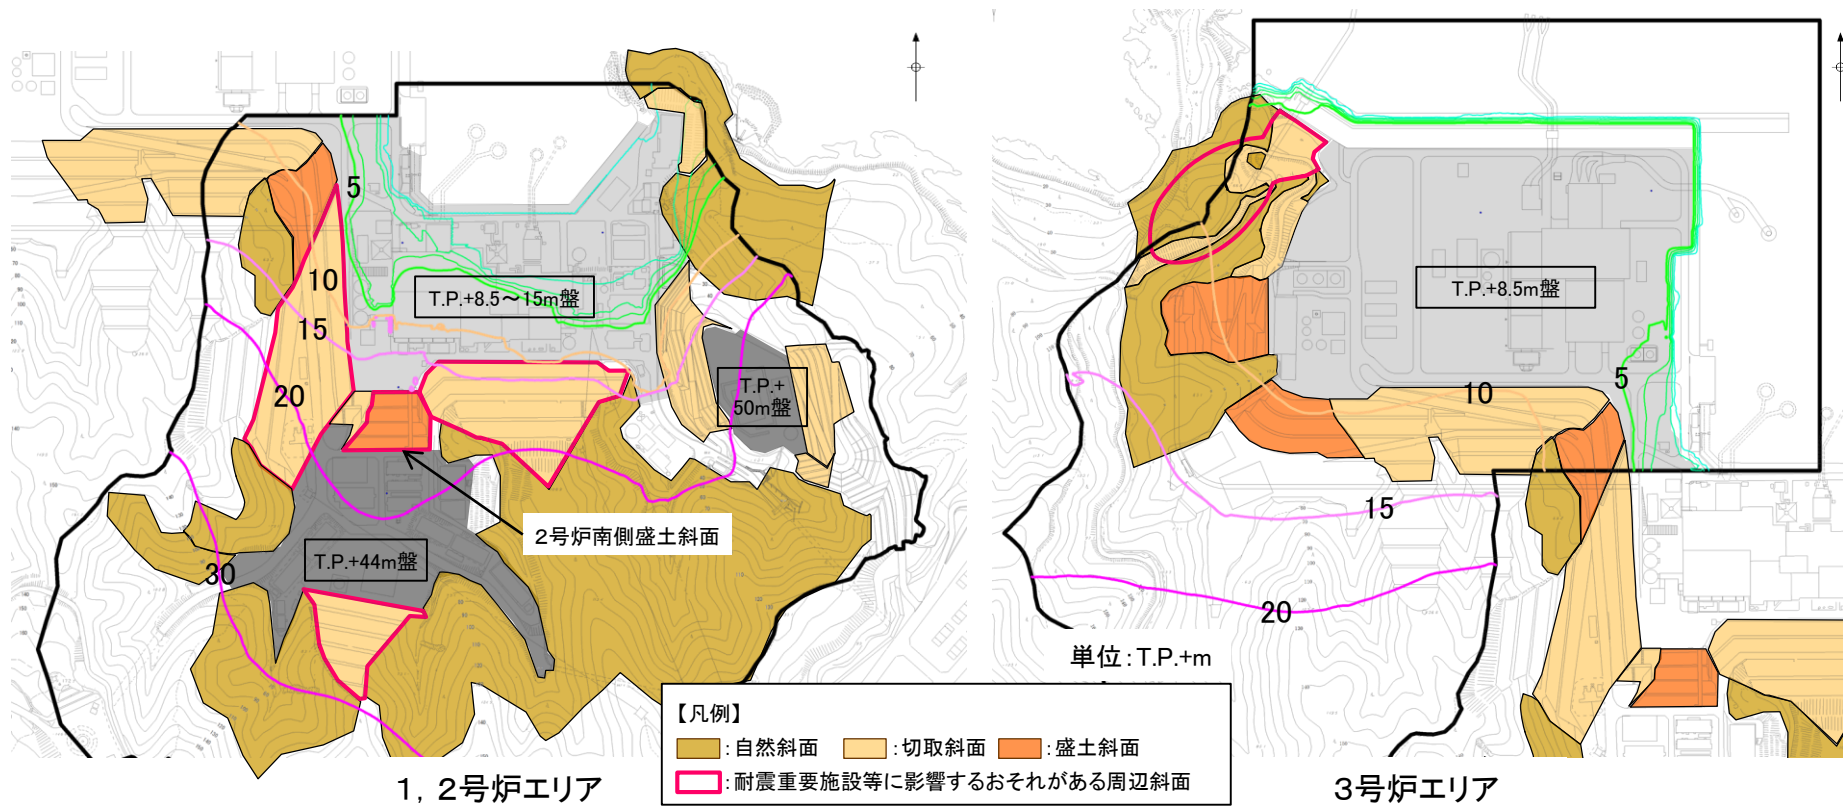 5
10
T.P.+8.5～15m盤
15
20
T.P.+
50m盤
2号炉南側盛土斜面
T.P.+44m盤
30
1，2号炉エリア
T.P.+8.5m盤
5
10
15
20
単位：T.P.+m
【凡例】
：自然斜面 ：切取斜面 ：盛土斜面
：耐震重要施設等に影響するおそれがある周辺斜面
3号炉エリア